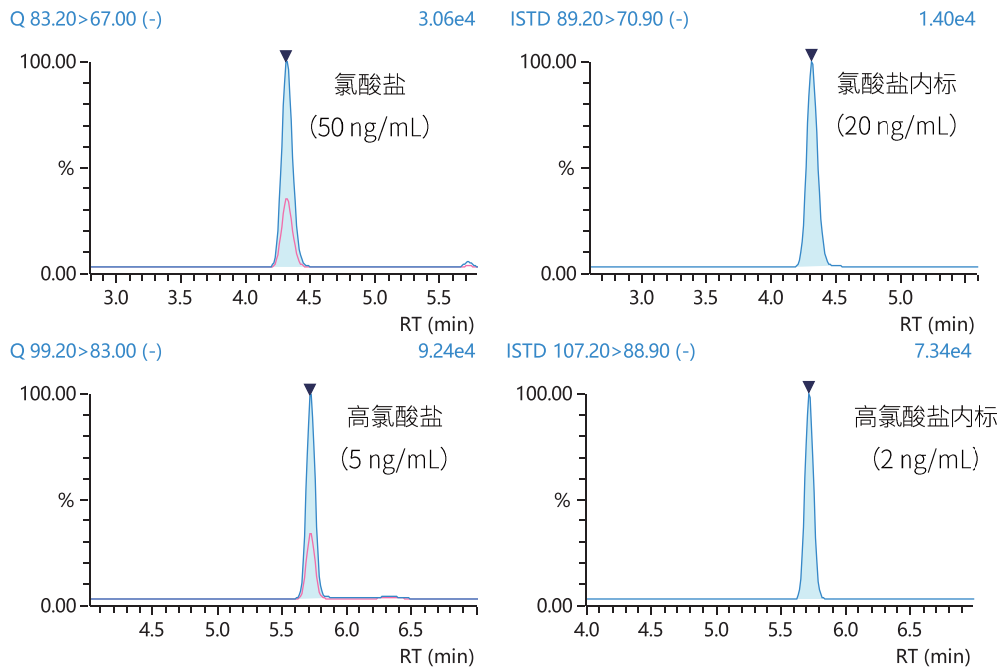 Q 83.20>67.00 (-) 3.06e4
100.00
氯酸盐
(50 ng/mL)
%
0.00
3.0 3.5 4.0 4.5 5.0 5.5
RT (min)
ISTD 89.20>70.90 (-) 1.40e4
100.00
氯酸盐内标
(20 ng/mL)
%
0.00
3.0 3.5 4.0 4.5 5.0
RT (min)
Q 99.20>83.00 (-) 9.24e4
100.00
高氯酸盐
(5 ng/mL)
%
0.00
4.5 5.0 5.5 6.0 6.5
RT (min)
ISTD 107.20>88.90 (-) 7.34e4
100.00
高氯酸盐内标
(2 ng/mL)
%
0.00
4.0 4.5 5.0 5.5 6.0 6.5
RT (min)